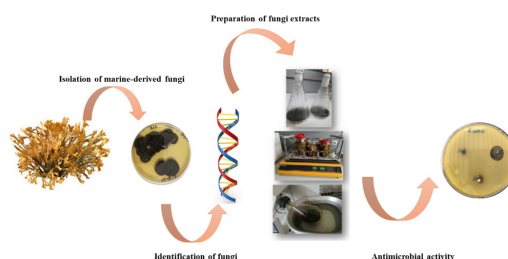 Preparation of fungi extracts
Isolation of marine-derived fungi
Identification of fungi
Antimicrobial activity